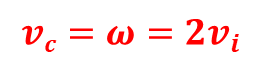 v_c = ω = 2v_i